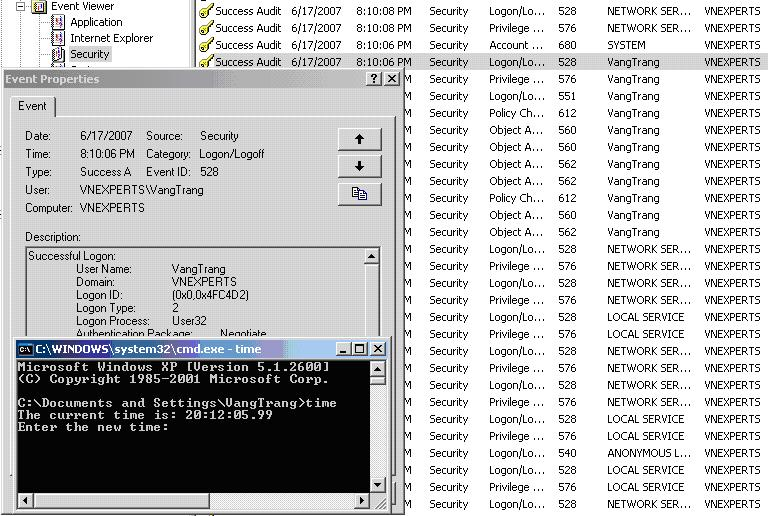 Event Viewer
Application
Internet Explorer
Security
Success Audit 6/17/2007 8:10:08 PM Security Logon/Lo... 528 NETWORK SER... VNEXPERTS
Success Audit 6/17/2007 8:10:08 PM Security Privilege ... 576 NETWORK SER... VNEXPERTS
Success Audit 6/17/2007 8:10:06 PM Security Account ... 680 SYSTEM VNEXPERTS
Success Audit 6/17/2007 8:10:06 PM Security Logon/Lo... 528 VangTrang VNEXPERTS
M Security Privilege ... 576 VangTrang VNEXPERTS
M Security Logon/Lo... 551 VangTrang VNEXPERTS
M Security Policy Ch... 612 VangTrang VNEXPERTS
M Security Object A... 560 VangTrang VNEXPERTS
M Security Object A... 560 VangTrang VNEXPERTS
M Security Object A... 562 VangTrang VNEXPERTS
M Security Object A... 562 VangTrang VNEXPERTS
M Security Policy Ch... 612 VangTrang VNEXPERTS
M Security Object A... 560 VangTrang VNEXPERTS
M Security Object A... 562 VangTrang VNEXPERTS
M Security Logon/Lo... 528 NETWORK SER... VNEXPERTS
M Security Privilege ... 576 NETWORK SER... VNEXPERTS
M Security Logon/Lo... 528 NETWORK SER... VNEXPERTS
M Security Privilege ... 576 NETWORK SER... VNEXPERTS
M Security Logon/Lo... 528 LOCAL SERVICE VNEXPERTS
M Security Privilege ... 576 LOCAL SERVICE VNEXPERTS
M Security Logon/Lo... 528 NETWORK SER... VNEXPERTS
M Security Privilege ... 576 NETWORK SER... VNEXPERTS
M Security Logon/Lo... 528 NETWORK SER... VNEXPERTS
M Security Privilege ... 576 NETWORK SER... VNEXPERTS
M Security Logon/Lo... 528 LOCAL SERVICE VNEXPERTS
M Security Privilege ... 576 LOCAL SERVICE VNEXPERTS
M Security Logon/Lo... 540 ANONYMOUS L... VNEXPERTS
M Security Logon/Lo... 528 LOCAL SERVICE VNEXPERTS
M Security Privilege ... 576 LOCAL SERVICE VNEXPERTS
M Security Logon/Lo... 528 NETWORK SER... VNEXPERTS
Event Properties
Event
Date: 6/17/2007 Source: Security
Time: 8:10:06 PM Category: Logon/Logoff
Type: Success A Event ID: 528
User: VNEXPERTS\VangTrang
Computer: VNEXPERTS
Description:
Successful Logon:
User Name: VangTrang
Domain: VNEXPERTS
Logon ID: (0x0,0x4FC4D2)
Logon Type: 2
Logon Process: User32
Authentication Package: Negotiate
C:\WINDOWS\system32\cmd.exe - time
Microsoft Windows XP [Version 5.1.2600]
(C) Copyright 1985-2001 Microsoft Corp.
C:\Documents and Settings\VangTrang>time
The current time is: 20:12:05.99
Enter the new time: